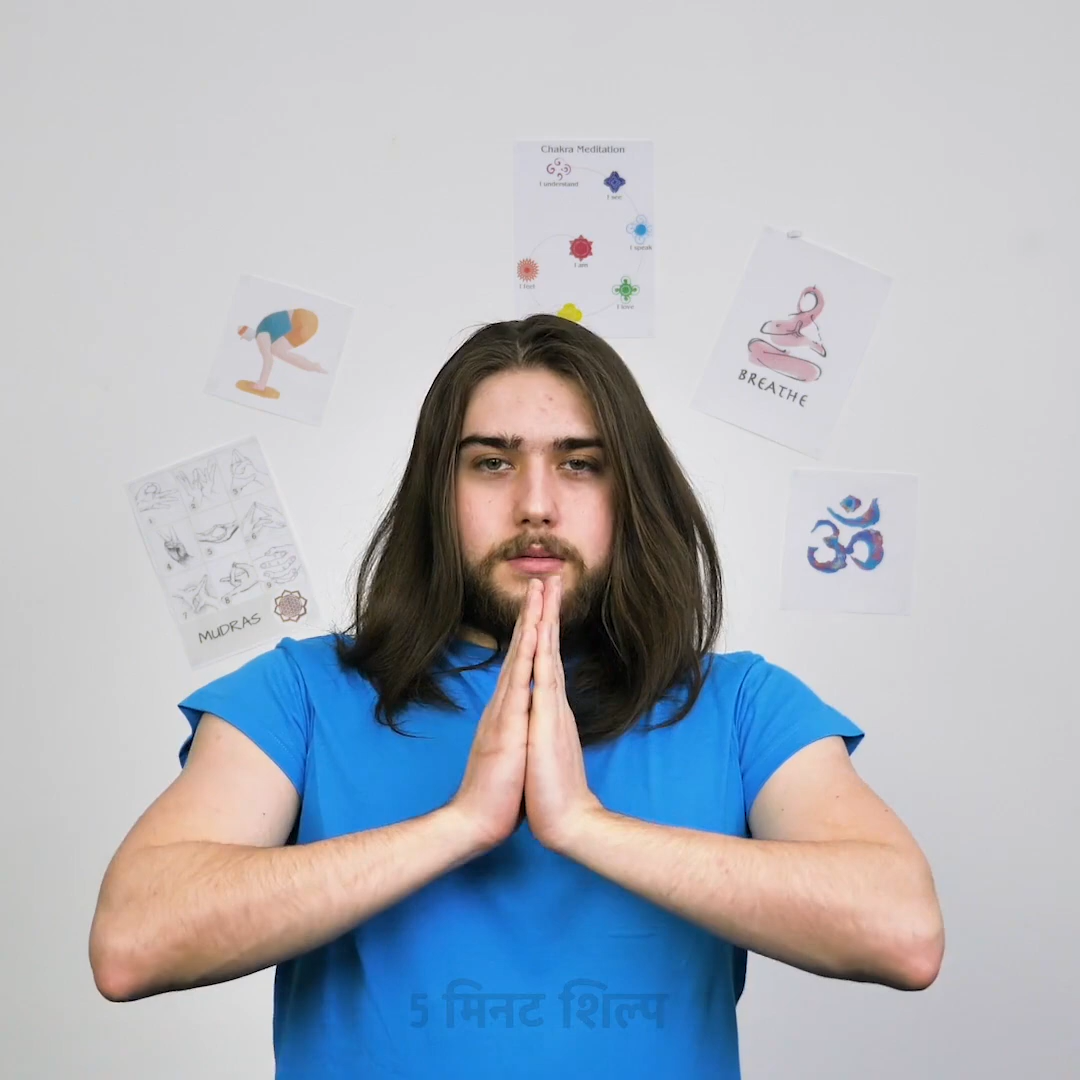 Chakra Meditation
I understand
I see
I speak
I am
I feel
I love
BREATHE
MUDRAS
5 मिनट शिल्प